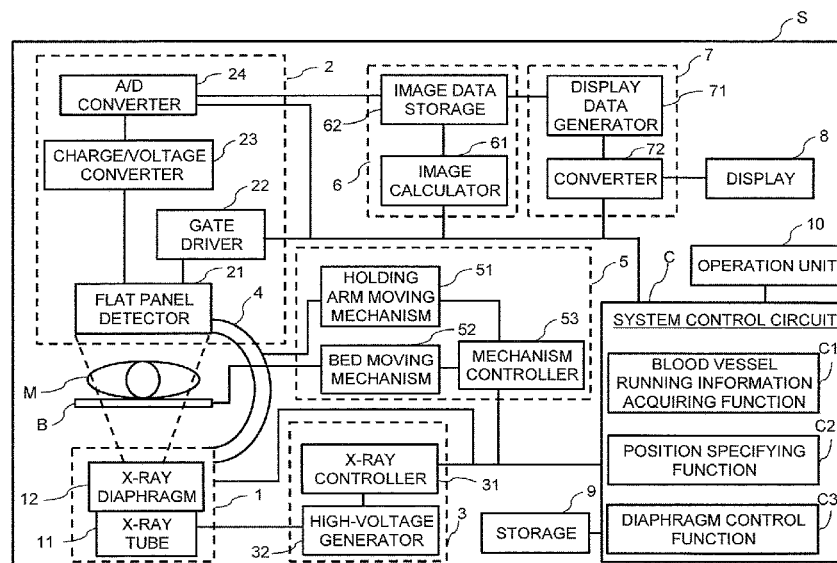 S
2
24
A/D
CONVERTER
23
CHARGE/VOLTAGE
CONVERTER
22
GATE
DRIVER
21
FLAT PANEL
DETECTOR
4
IMAGE DATA
STORAGE
62
61
IMAGE
CALCULATOR
6
7
71
DISPLAY
DATA
GENERATOR
72
CONVERTER
8
DISPLAY
10
OPERATION UNIT
5
51
HOLDING
ARM MOVING
MECHANISM
52
BED MOVING
MECHANISM
53
MECHANISM
CONTROLLER
M
B
12
X-RAY
DIAPHRAGM
11
X-RAY
TUBE
1
X-RAY
CONTROLLER
31
32
HIGH-VOLTAGE
GENERATOR
3
9
STORAGE
C
SYSTEM CONTROL CIRCUIT
C1
BLOOD VESSEL
RUNNING INFORMATION
ACQUIRING FUNCTION
C2
POSITION SPECIFYING
FUNCTION
C3
DIAPHRAGM CONTROL
FUNCTION